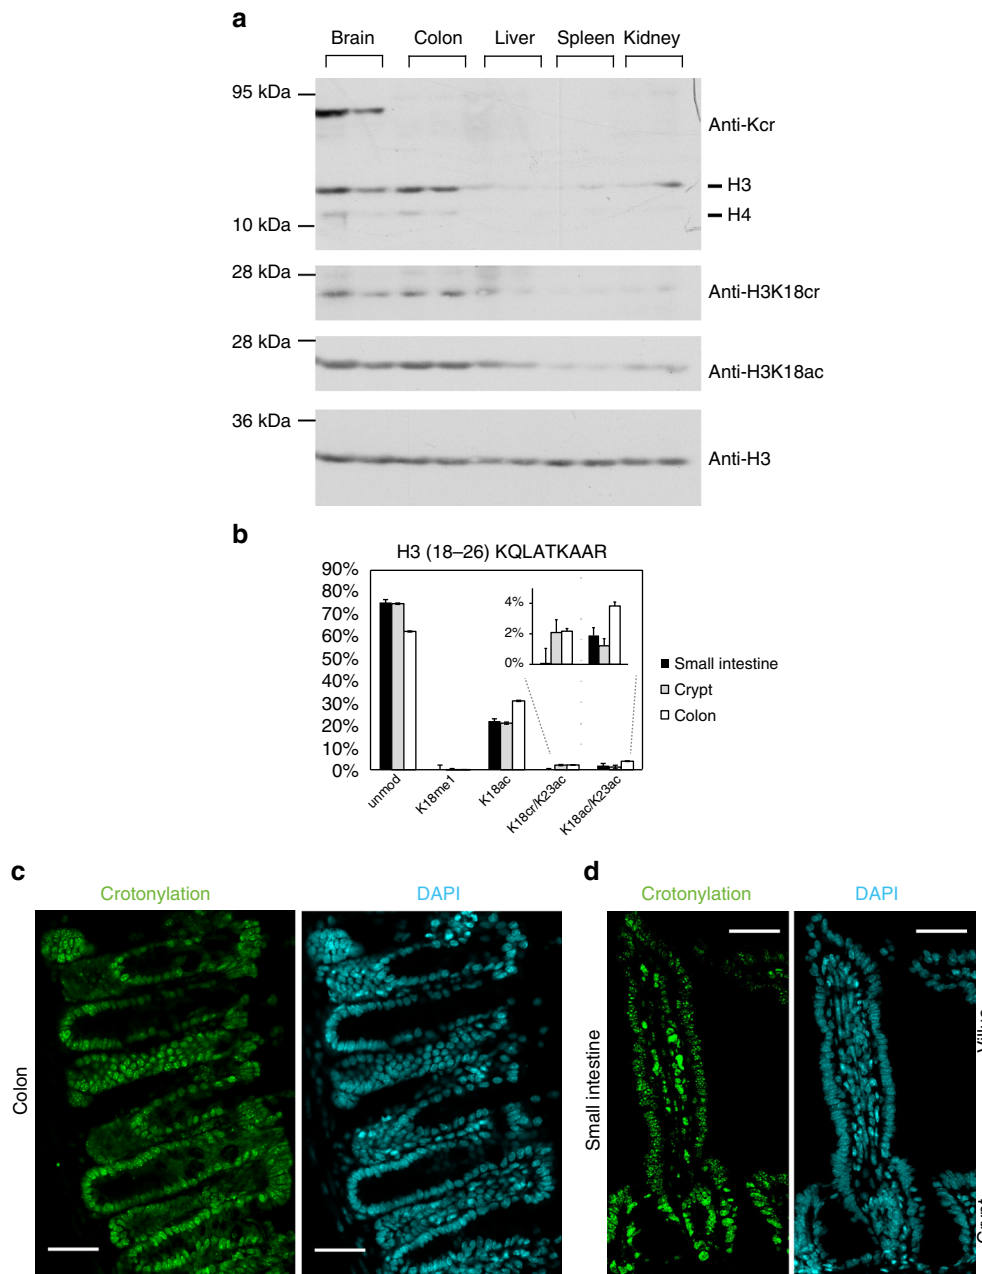 a
Brain Colon Liver Spleen Kidney
95 kDa
Anti-Kcr
H3
H4
10 kDa
28 kDa
Anti-H3K18cr
28 kDa
Anti-H3K18ac
36 kDa
Anti-H3
b
H3 (18–26) KQLATKAAR
90%
80%
70%
60%
50%
40%
30%
20%
10%
0%
4%
2%
0%
Small intestine
Crypt
Colon
unmod
K18me1
K18ac
K18cr/K23ac
K18ac/K23ac
c
Crotonylation
DAPI
Colon
d
Crotonylation
DAPI
Small intestine
Villus
Crypt